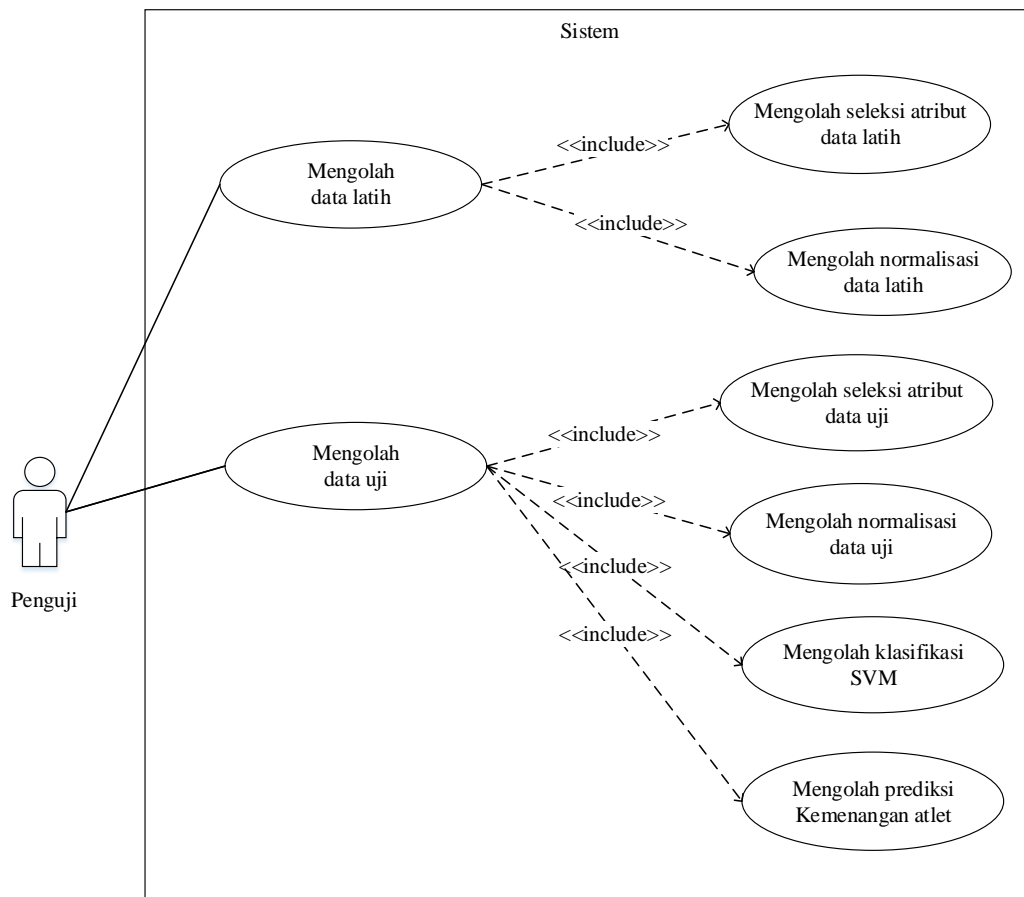 Sistem
Mengolah seleksi atribut
data latih
<<include>>
Mengolah
data latih
<<include>>
Mengolah normalisasi
data latih
Mengolah seleksi atribut
data uji
<<include>>
Mengolah
data uji
<<include>>
Mengolah normalisasi
data uji
<<include>>
Penguji
<<include>>
Mengolah klasifikasi
SVM
Mengolah prediksi
Kemenangan atlet